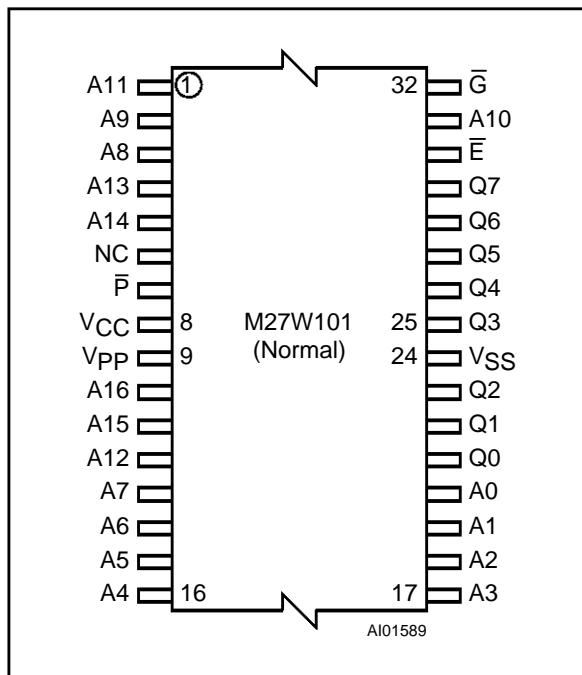 A11 1 32 G̅
A9 A10
A8 E̅
A13 Q7
A14 Q6
NC Q5
P̅ Q4
VCC 8 M27W101 25 Q3
(Normal)
VPP 9 24 VSS
A16 Q2
A15 Q1
A12 Q0
A7 A0
A6 A1
A5 A2
A4 16 17 A3
AI01589